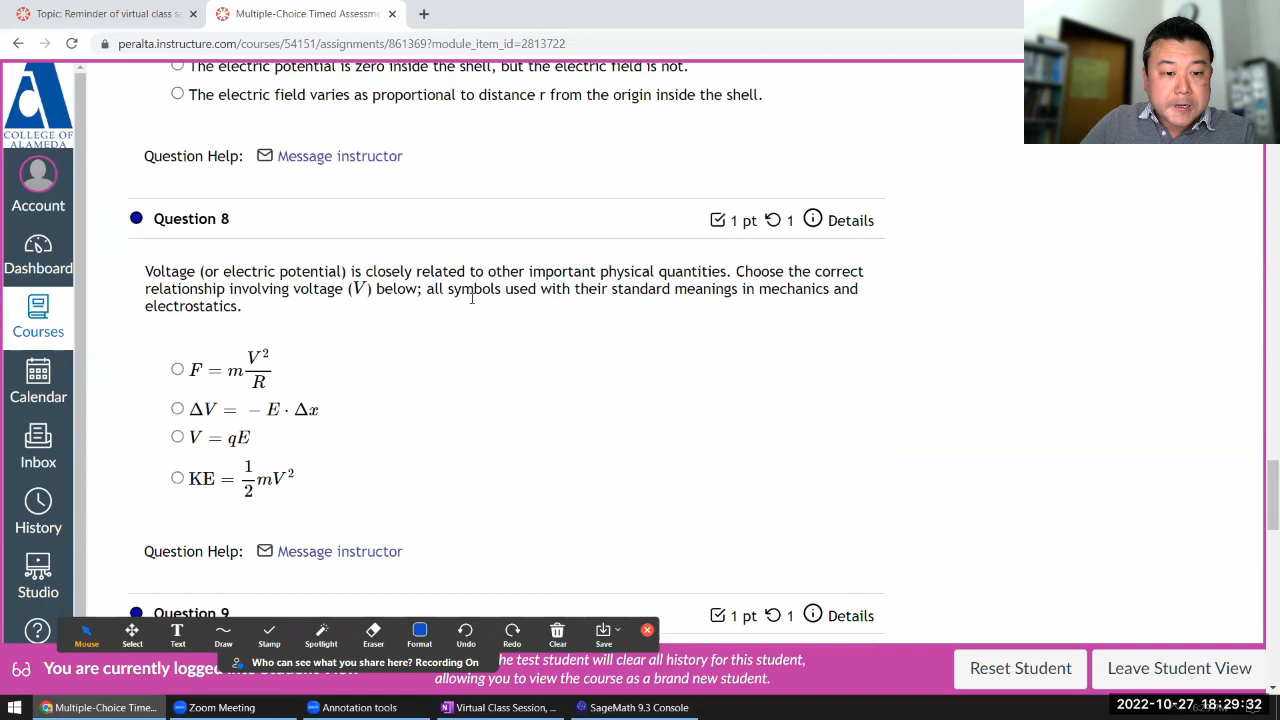 Topic: Reminder of virtual class se
Multiple-Choice Timed Assessme
peralta.instructure.com/courses/54151/assignments/861369?module_item_id=2813722
The electric potential is zero inside the shell, but the electric field is not.
The electric field varies as proportional to distance r from the origin inside the shell.
Question Help: Message instructor
COLLEGE OF
ALAMEDA
Account
Dashboard
Courses
Calendar
Inbox
History
Studio
Question 8
1 pt 1 Details
Voltage (or electric potential) is closely related to other important physical quantities. Choose the correct
relationship involving voltage (V) below; all symbols used with their standard meanings in mechanics and
electrostatics.
F = m V²/R
ΔV = − E · Δx
V = qE
KE = 1/2 mV²
Question Help: Message instructor
Question 9
1 pt 1 Details
Mouse Select Text Draw Stamp Spotlight Eraser Format Undo Redo Clear Save
Who can see what you share here? Recording On
You are currently logged
the test student will clear all history for this student,
allowing you to view the course as a brand new student.
Reset Student
Leave Student View
Multiple-Choice Time...
Zoom Meeting
Annotation tools
Virtual Class Session, ...
SageMath 9.3 Console
2022-10-27 18:29:32